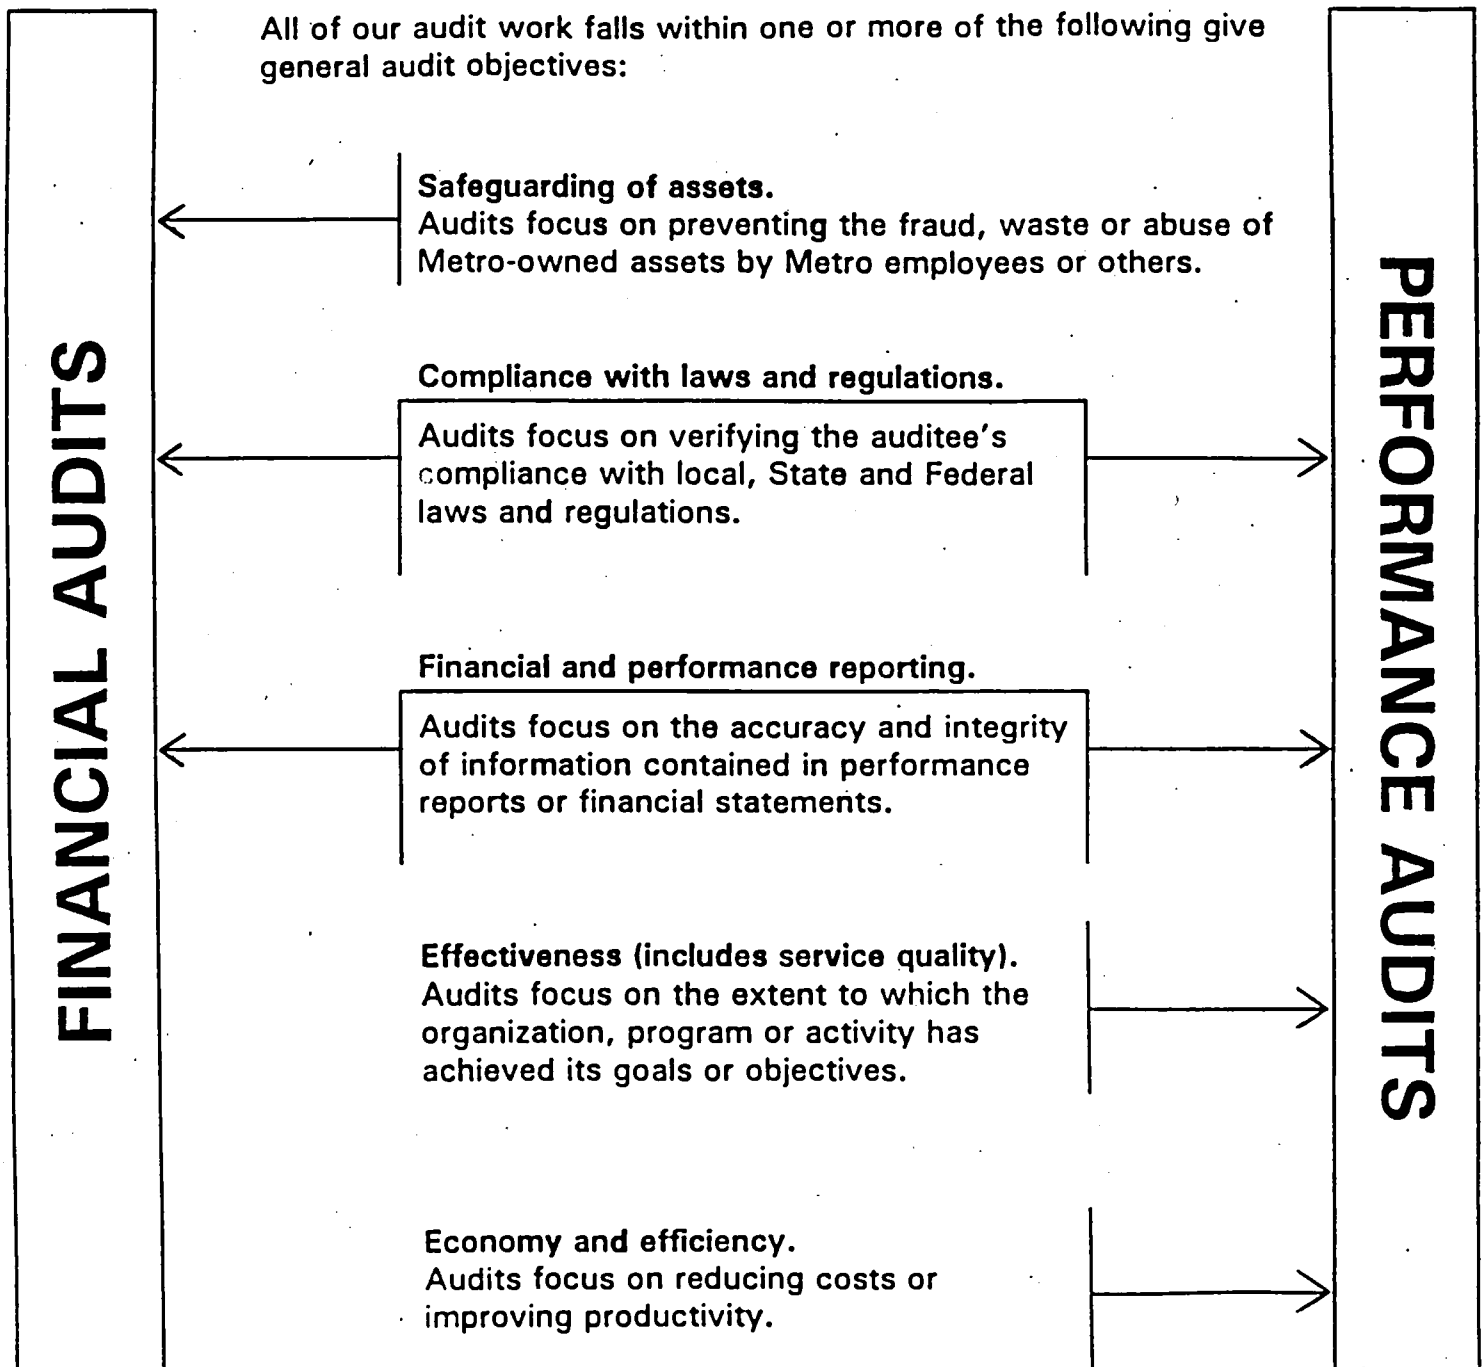 All of our audit work falls within one or more of the following give
general audit objectives:
FINANCIAL AUDITS
Safeguarding of assets.
Audits focus on preventing the fraud, waste or abuse of
Metro-owned assets by Metro employees or others.
Compliance with laws and regulations.
Audits focus on verifying the auditee's
compliance with local, State and Federal
laws and regulations.
Financial and performance reporting.
Audits focus on the accuracy and integrity
of information contained in performance
reports or financial statements.
Effectiveness (includes service quality).
Audits focus on the extent to which the
organization, program or activity has
achieved its goals or objectives.
Economy and efficiency.
Audits focus on reducing costs or
improving productivity.
PERFORMANCE AUDITS